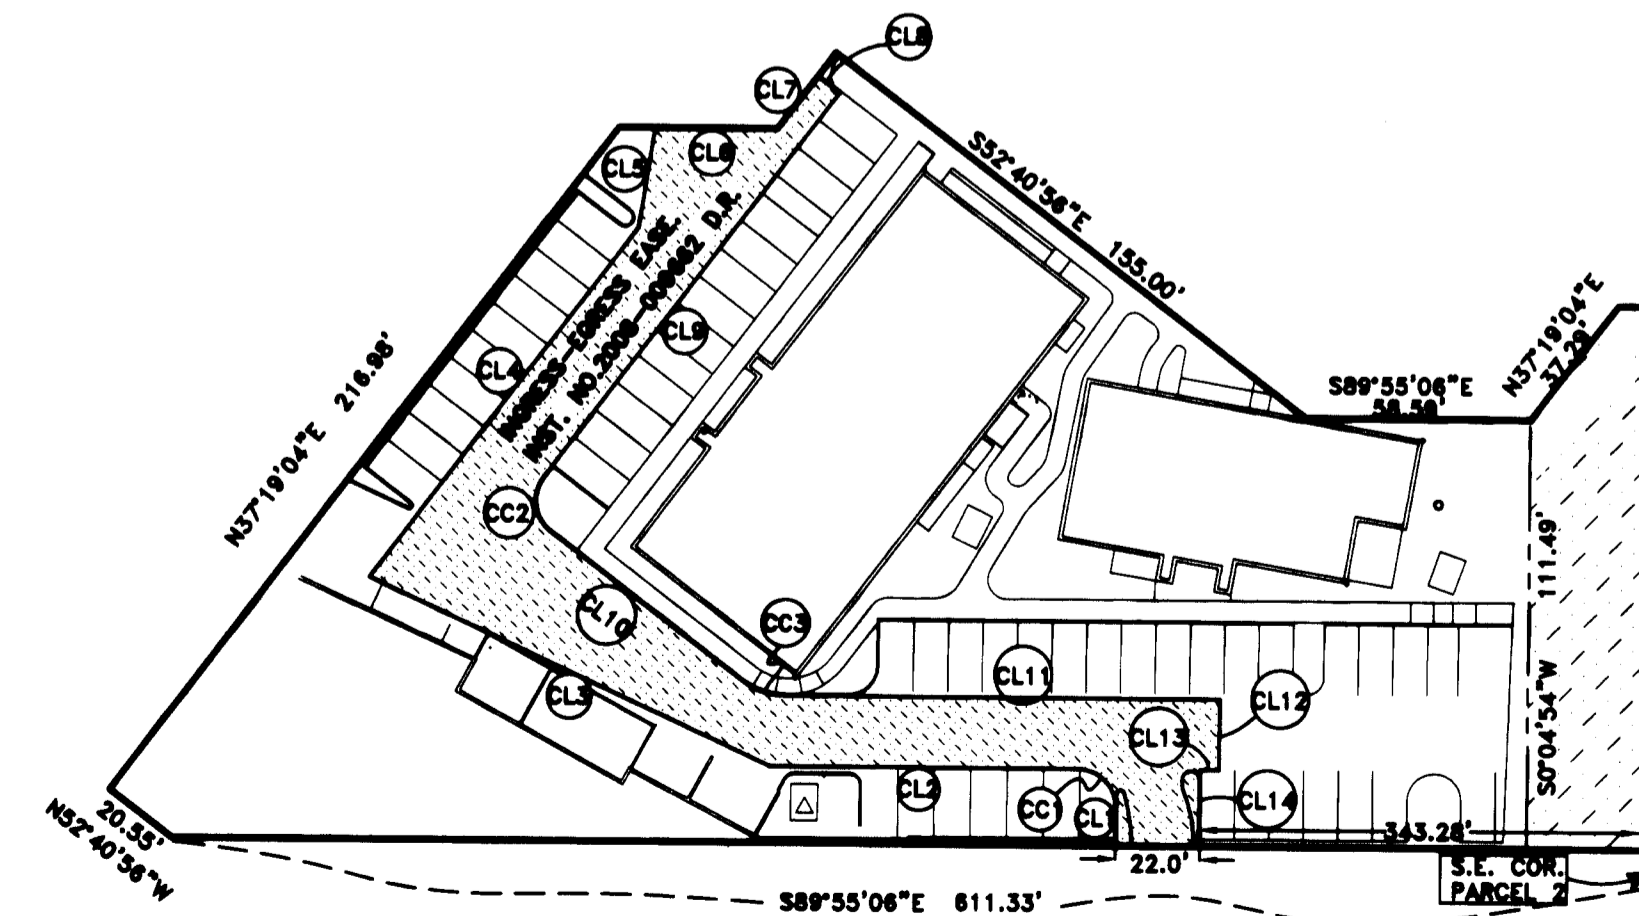 CL8
CL7
CL6
CL5
S52°40'56"E 155.00'
INGRESS-EGRESS EASE.
INST. NO.2008-009662 D.R.
CL9
CL4
N37°19'04"E 216.98'
N37°19'04"E
37.29'
S89°55'06"E
58.58'
CC2
CL10
CC3
S0°04'54"W 111.49'
CL11
CL12
CL3
CL13
CL2
CC1
CL1
CL14
20.55'
N52°40'56"W
343.28'
22.0'
S.E. COR.
PARCEL 2
S89°55'06"E 611.33'